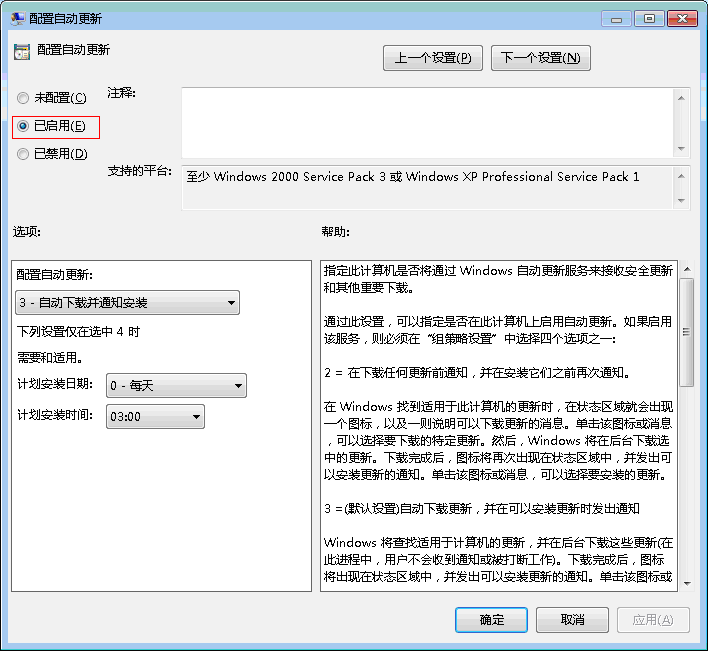 配置自动更新
配置自动更新
上一个设置(P)
下一个设置(N)
未配置(C)
注释:
已启用(E)
已禁用(D)
支持的平台:
至少 Windows 2000 Service Pack 3 或 Windows XP Professional Service Pack 1
选项:
帮助:
配置自动更新:
3 - 自动下载并通知安装
下列设置仅在选中 4 时
需要和适用。
计划安装日期:
0 - 每天
计划安装时间:
03:00
指定此计算机是否将通过 Windows 自动更新服务来接收安全更新
和其他重要下载。
通过此设置，可以指定是否在此计算机上启用自动更新。如果启用
该服务，则必须在“组策略设置”中选择四个选项之一:
2 = 在下载任何更新前通知，并在安装它们之前再次通知。
在 Windows 找到适用于此计算机的更新时，在状态区域就会出现
一个图标，以及一则说明可以下载更新的消息。单击该图标或消息
，可以选择要下载的特定更新。然后，Windows 将在后台下载选
中的更新。下载完成后，图标将再次出现在状态区域中，并发出可
以安装更新的通知。单击该图标或消息，可以选择要安装的更新。
3 =(默认设置)自动下载更新，并在可以安装更新时发出通知
Windows 将查找适用于计算机的更新，并在后台下载这些更新(在
此进程中，用户不会收到通知或被打断工作)。下载完成后，图标
将出现在状态区域中，并发出可以安装更新的通知。单击该图标或
确定
取消
应用(A)